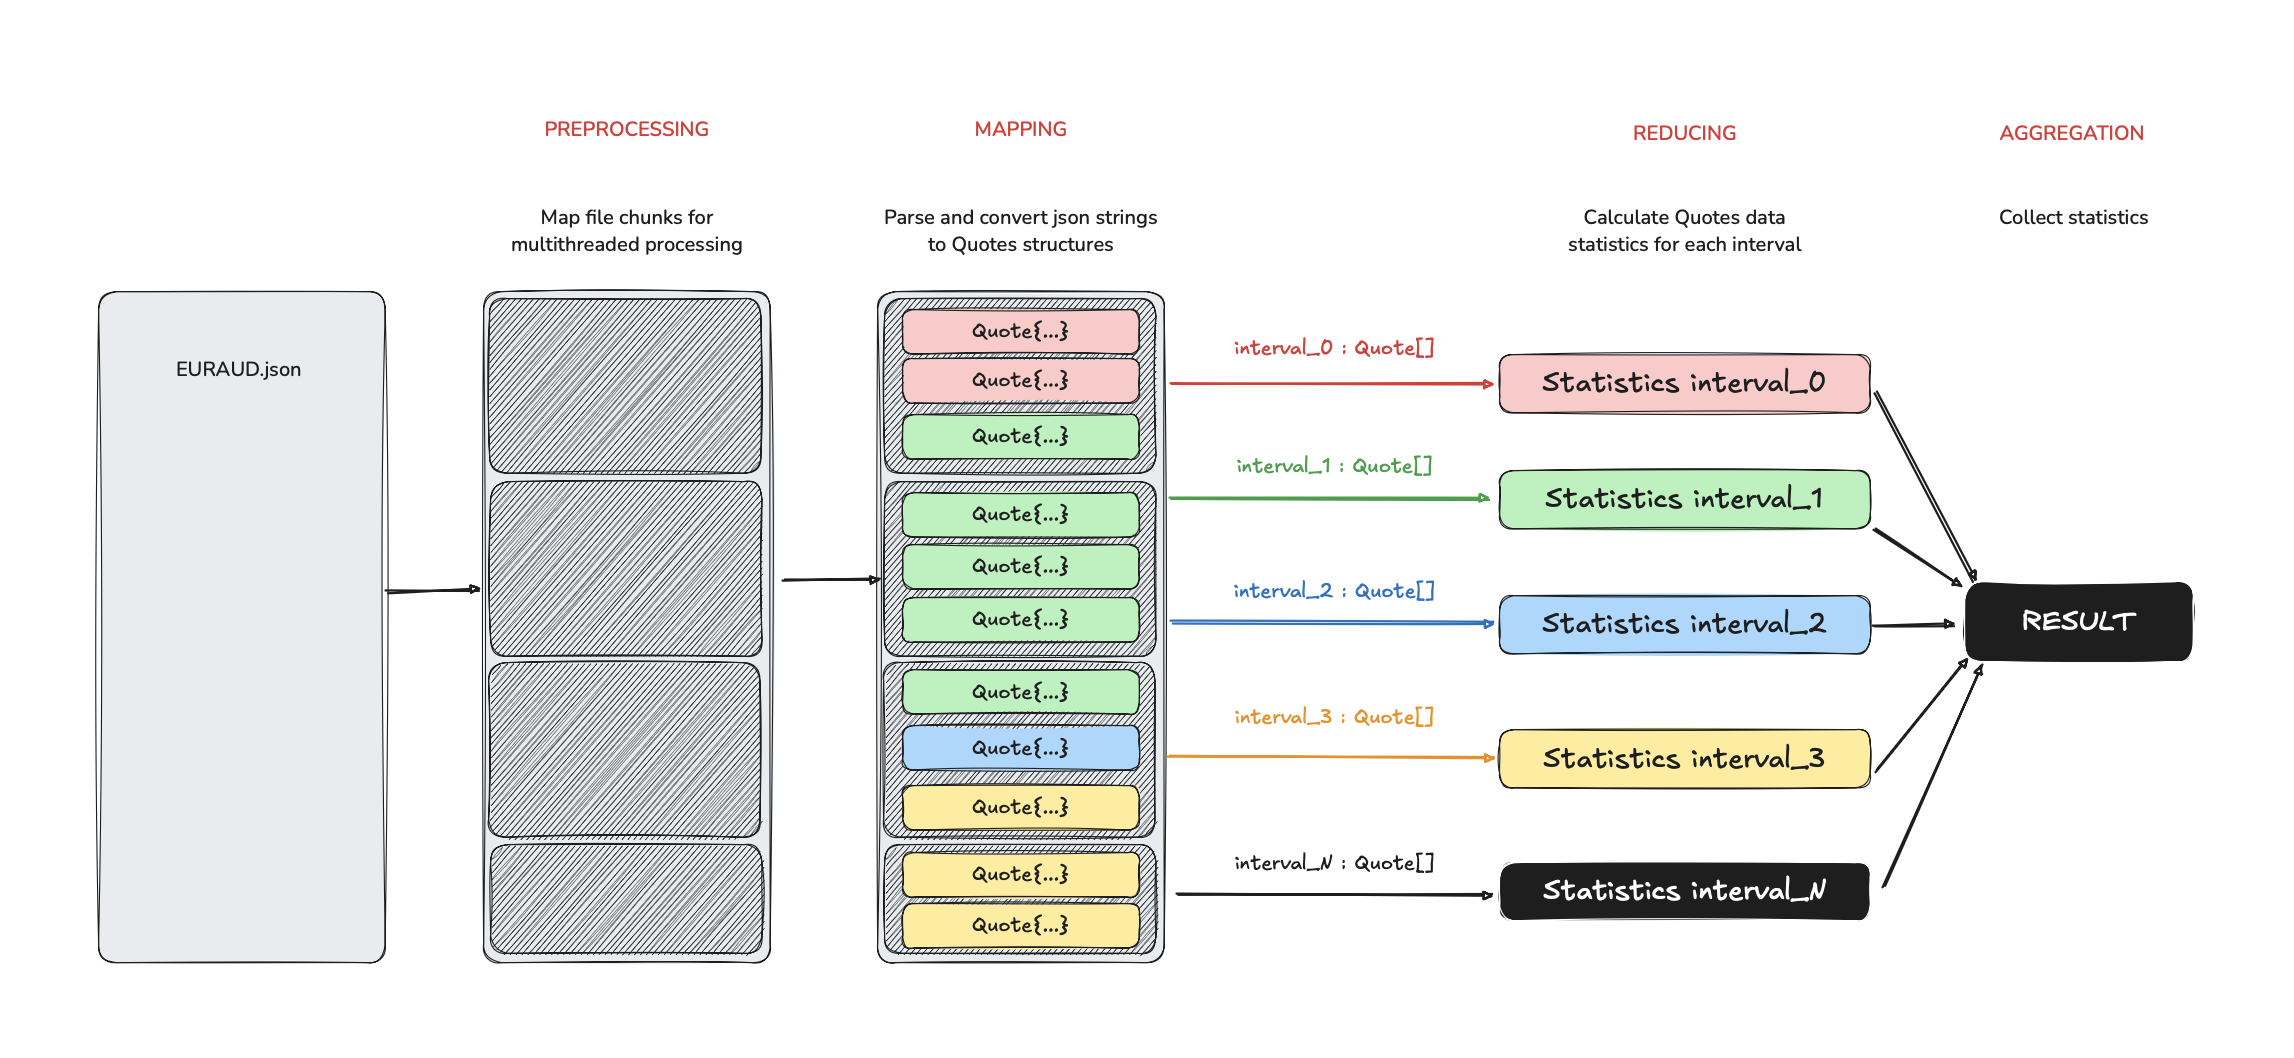 PREPROCESSING
MAPPING
REDUCING
AGGREGATION
Map file chunks for
multithreaded processing
Parse and convert json strings
to Quotes structures
Calculate Quotes data
statistics for each interval
Collect statistics
EURAUD.json
Quote{...}
Quote{...}
Quote{...}
Quote{...}
Quote{...}
Quote{...}
Quote{...}
Quote{...}
Quote{...}
Quote{...}
Quote{...}
interval_0 : Quote[]
interval_1 : Quote[]
interval_2 : Quote[]
interval_3 : Quote[]
interval_N : Quote[]
Statistics interval_0
Statistics interval_1
Statistics interval_2
Statistics interval_3
Statistics interval_N
RESULT